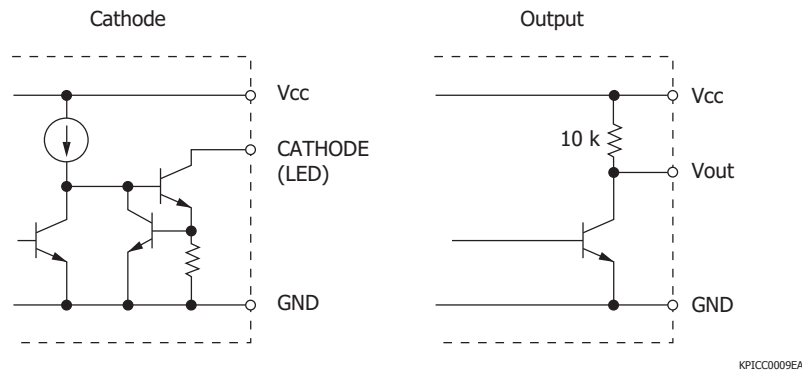 Cathode
Vcc
CATHODE
(LED)
GND
Output
Vcc
10 k
Vout
GND
KPICC0009EA